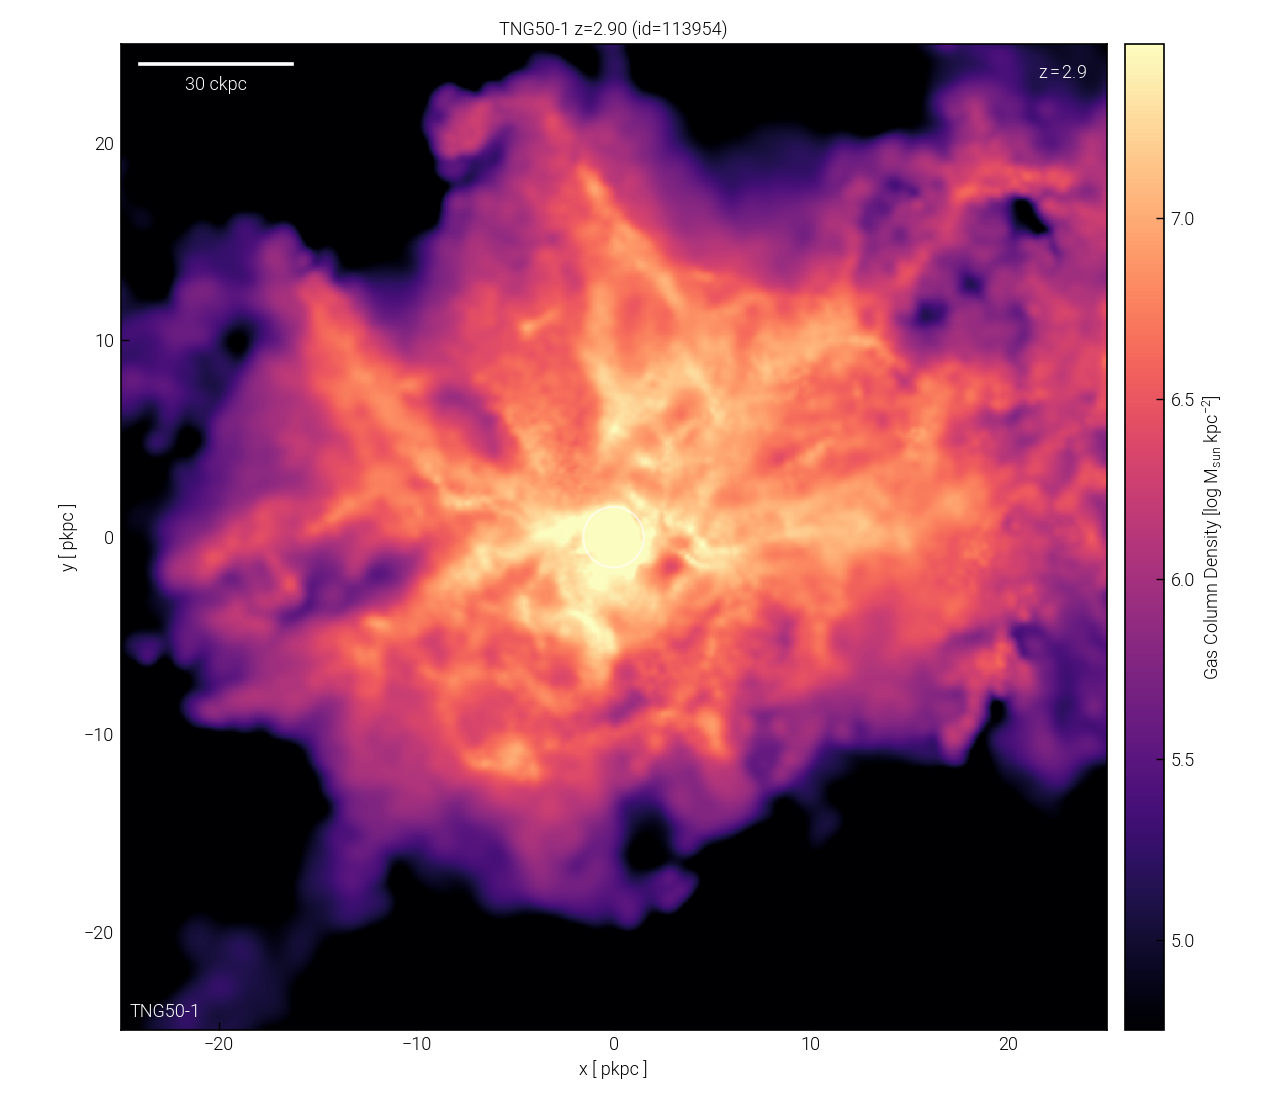 TNG50-1 z=2.90 (id=113954)
30 ckpc
z=2.9
20
10
0
−10
−20
y [ pkpc ]
TNG50-1
−20
−10
0
10
20
x [ pkpc ]
7.0
6.5
6.0
5.5
5.0
Gas Column Density [log M_sun kpc⁻²]